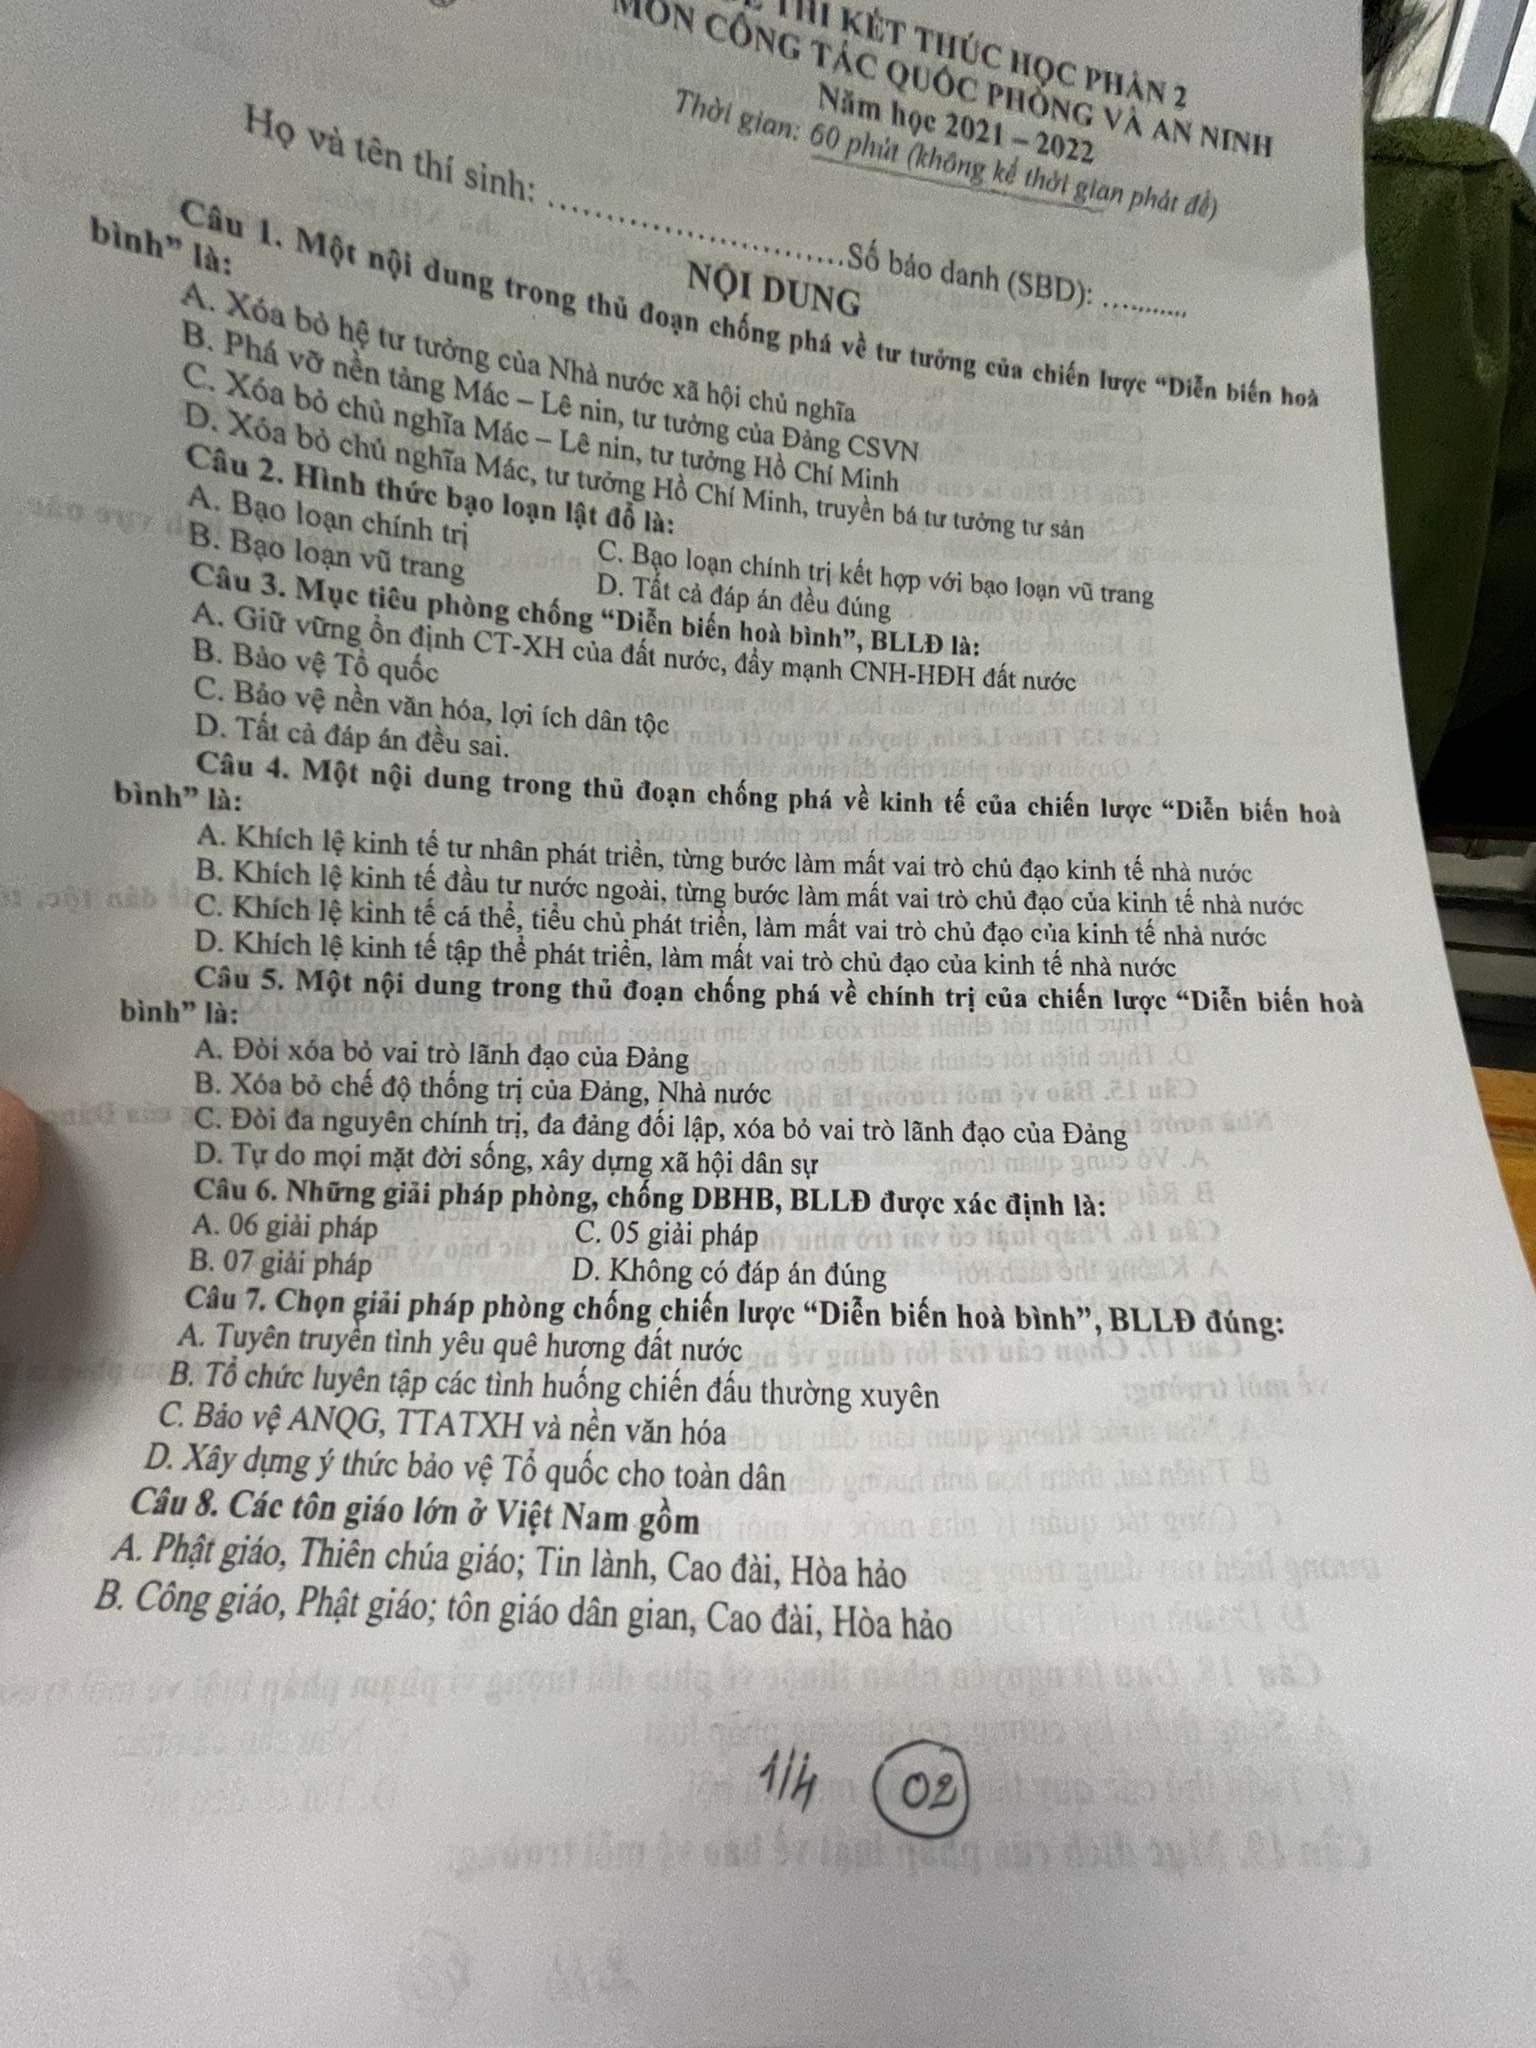 THI KẾT THÚC HỌC PHẦN 2
MÔN CÔNG TÁC QUỐC PHÒNG VÀ AN NINH
Năm học 2021 – 2022
Thời gian: 60 phút (không kể thời gian phát đề)
Họ và tên thí sinh: ........................ Số báo danh (SBD): ...........
NỘI DUNG
Câu 1. Một nội dung trong thủ đoạn chống phá về tư tưởng của chiến lược “Diễn biến hoà
bình” là:
A. Xóa bỏ hệ tư tưởng của Nhà nước xã hội chủ nghĩa
B. Phá vỡ nền tảng Mác – Lê nin, tư tưởng của Đảng CSVN
C. Xóa bỏ chủ nghĩa Mác – Lê nin, tư tưởng Hồ Chí Minh
D. Xóa bỏ chủ nghĩa Mác, tư tưởng Hồ Chí Minh, truyền bá tư tưởng tư sản
Câu 2. Hình thức bạo loạn lật đổ là:
A. Bạo loạn chính trị
C. Bạo loạn chính trị kết hợp với bạo loạn vũ trang
B. Bạo loạn vũ trang
D. Tất cả đáp án đều đúng
Câu 3. Mục tiêu phòng chống “Diễn biến hoà bình”, BLLĐ là:
A. Giữ vững ổn định CT-XH của đất nước, đẩy mạnh CNH-HĐH đất nước
B. Bảo vệ Tổ quốc
C. Bảo vệ nền văn hóa, lợi ích dân tộc
D. Tất cả đáp án đều sai.
Câu 4. Một nội dung trong thủ đoạn chống phá về kinh tế của chiến lược “Diễn biến hoà
bình” là:
A. Khích lệ kinh tế tư nhân phát triển, từng bước làm mất vai trò chủ đạo kinh tế nhà nước
B. Khích lệ kinh tế đầu tư nước ngoài, từng bước làm mất vai trò chủ đạo của kinh tế nhà nước
C. Khích lệ kinh tế cá thể, tiểu chủ phát triển, làm mất vai trò chủ đạo của kinh tế nhà nước
D. Khích lệ kinh tế tập thể phát triển, làm mất vai trò chủ đạo của kinh tế nhà nước
Câu 5. Một nội dung trong thủ đoạn chống phá về chính trị của chiến lược “Diễn biến hoà
bình” là:
A. Đòi xóa bỏ vai trò lãnh đạo của Đảng
B. Xóa bỏ chế độ thống trị của Đảng, Nhà nước
C. Đòi đa nguyên chính trị, đa đảng đối lập, xóa bỏ vai trò lãnh đạo của Đảng
D. Tự do mọi mặt đời sống, xây dựng xã hội dân sự
Câu 6. Những giải pháp phòng, chống DBHB, BLLĐ được xác định là:
A. 06 giải pháp
C. 05 giải pháp
B. 07 giải pháp
D. Không có đáp án đúng
Câu 7. Chọn giải pháp phòng chống chiến lược “Diễn biến hoà bình”, BLLĐ đúng:
A. Tuyên truyền tình yêu quê hương đất nước
B. Tổ chức luyên tập các tình huống chiến đấu thường xuyên
C. Bảo vệ ANQG, TTATXH và nền văn hóa
D. Xây dựng ý thức bảo vệ Tổ quốc cho toàn dân
Câu 8. Các tôn giáo lớn ở Việt Nam gồm
A. Phật giáo, Thiên chúa giáo; Tin lành, Cao đài, Hòa hảo
B. Công giáo, Phật giáo; tôn giáo dân gian, Cao đài, Hòa hảo
1/4 02